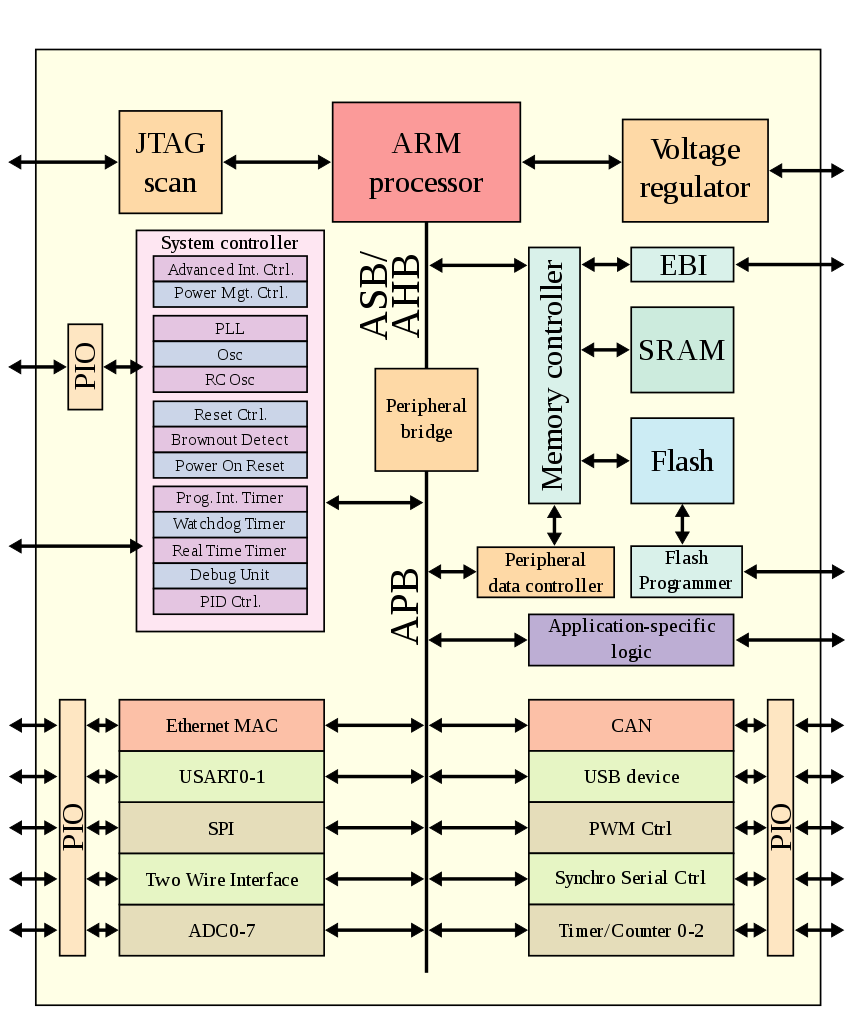 JTAG
scan
ARM
processor
Voltage
regulator
System controller
Advanced Int. Ctrl.
Power Mgt. Ctrl.
PLL
Osc
RC Osc
Reset Ctrl.
Brownout Detect
Power On Reset
Prog. Int. Timer
Watchdog Timer
Real Time Timer
Debug Unit
PID Ctrl.
PIO
ASB/
AHB
Peripheral
bridge
APB
Memory controller
EBI
SRAM
Flash
Peripheral
data controller
Flash
Programmer
Application-specific
logic
PIO
Ethernet MAC
USART0-1
SPI
Two Wire Interface
ADC0-7
CAN
USB device
PWM Ctrl
Synchro Serial Ctrl
Timer/Counter 0-2
PIO